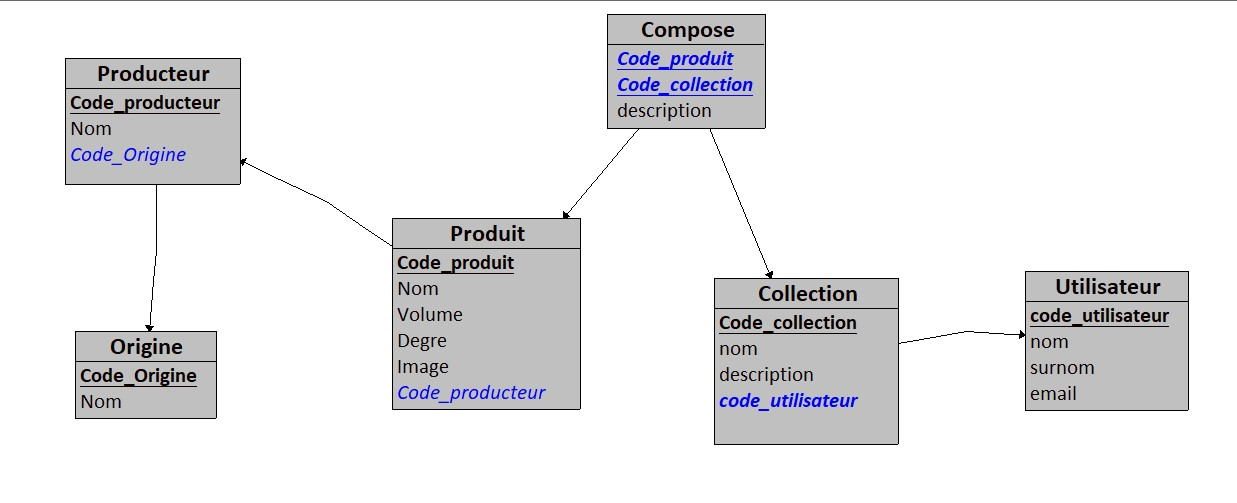 Compose
Code_produit
Code_collection
description
Producteur
Code_producteur
Nom
Code_Origine
Produit
Code_produit
Nom
Volume
Degre
Image
Code_producteur
Collection
Code_collection
nom
description
code_utilisateur
Utilisateur
code_utilisateur
nom
surnom
email
Origine
Code_Origine
Nom